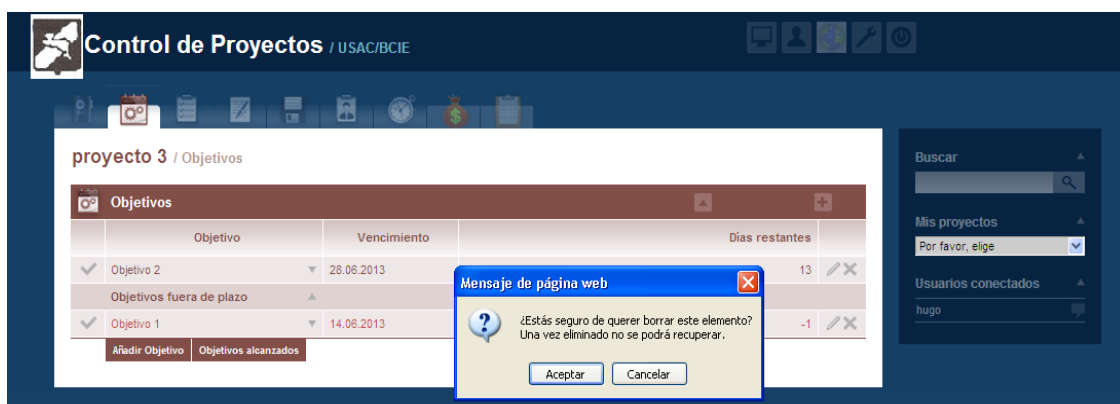 Control de Proyectos / USAC/BCIE
proyecto 3 / Objetivos
Objetivos
Objetivo Vencimiento Días restantes
Objetivo 2 28.06.2013 13
Objetivos fuera de plazo
Objetivo 1 14.06.2013 -1
Añadir Objetivo Objetivos alcanzados
Mensaje de página web
¿Estás seguro de querer borrar este elemento?
Una vez eliminado no se podrá recuperar.
Aceptar Cancelar
Buscar
Mis proyectos
Por favor, elige
Usuarios conectados
hugo